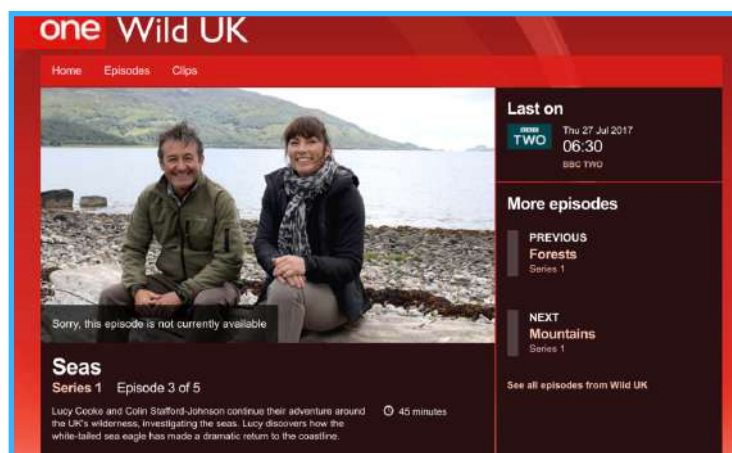 one Wild UK
Home Episodes Clips
Last on
BBC
TWO
Thu 27 Jul 2017
06:30
BBC TWO
More episodes
PREVIOUS
Forests
Series 1
Sorry, this episode is not currently available
NEXT
Mountains
Series 1
Seas
Series 1 Episode 3 of 5
See all episodes from Wild UK
Lucy Cooke and Colin Stafford-Johnson continue their adventure around
the UK's wilderness, investigating the seas. Lucy discovers how the
white-tailed sea eagle has made a dramatic return to the coastline.
45 minutes